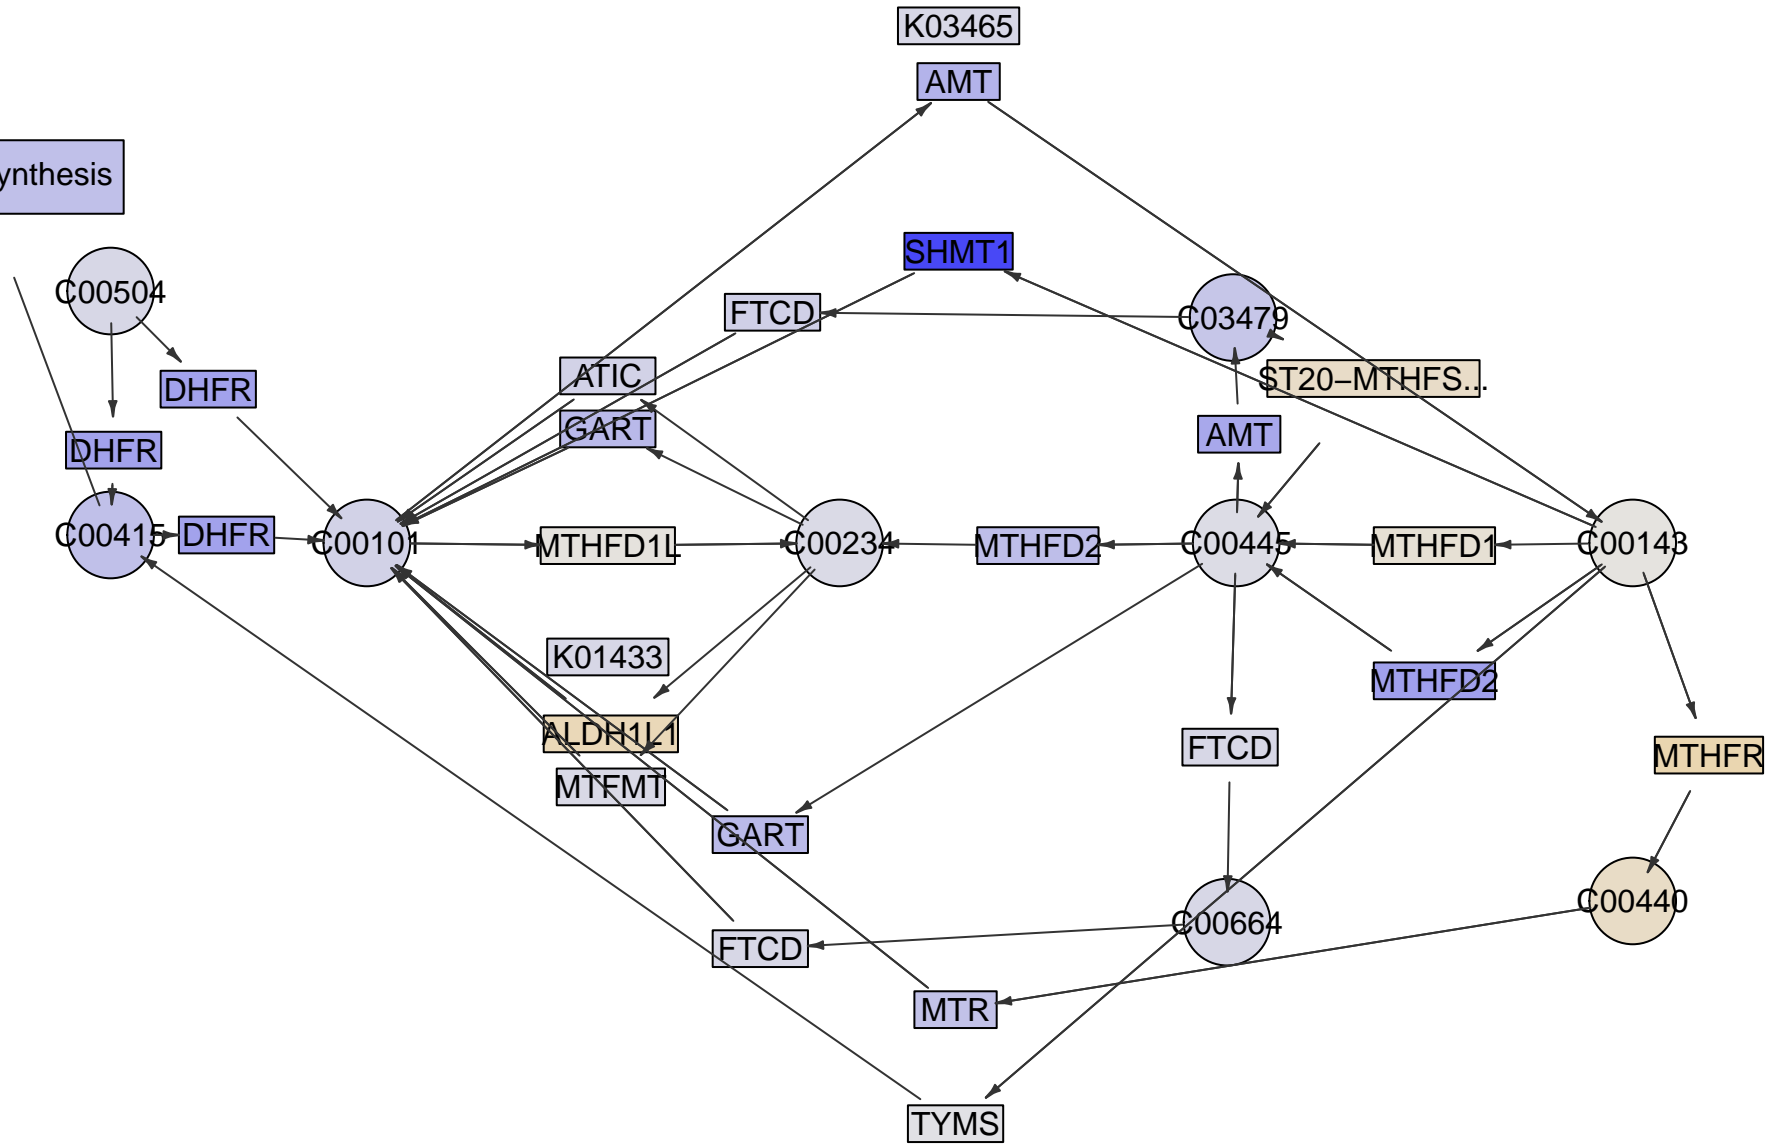 K03465
AMT
ynthesis
SHMT1
C00504
FTCD
C03479
ATIC
ST20−MTHFS...
DHFR
GART
AMT
DHFR
C00415
DHFR
C00101
MTHFD1L
C00234
MTHFD2
C00445
MTHFD1
C00143
K01433
MTHFD2
ALDH1L1
FTCD
MTHFR
MTFMT
GART
C00440
C00664
FTCD
MTR
TYMS